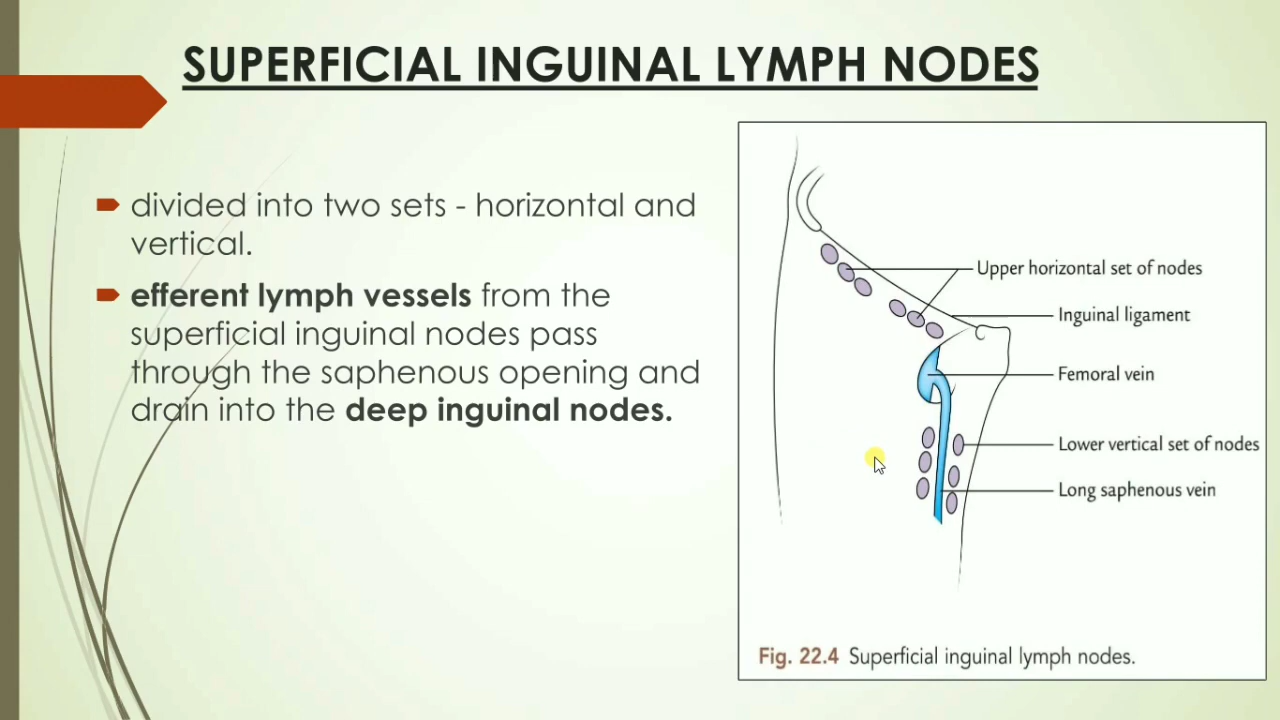 SUPERFICIAL INGUINAL LYMPH NODES
divided into two sets - horizontal and
vertical.
efferent lymph vessels from the
superficial inguinal nodes pass
through the saphenous opening and
drain into the deep inguinal nodes.
Upper horizontal set of nodes
Inguinal ligament
Femoral vein
Lower vertical set of nodes
Long saphenous vein
Fig. 22.4 Superficial inguinal lymph nodes.